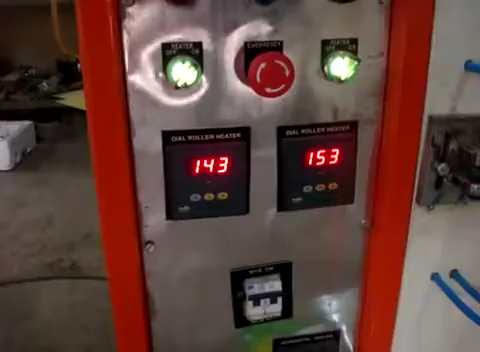 HEATER
OFF ON
EMERGENCY
HEATER
OFF ON
DIAL ROLLER HEATER
143
DIAL ROLLER HEATER
153